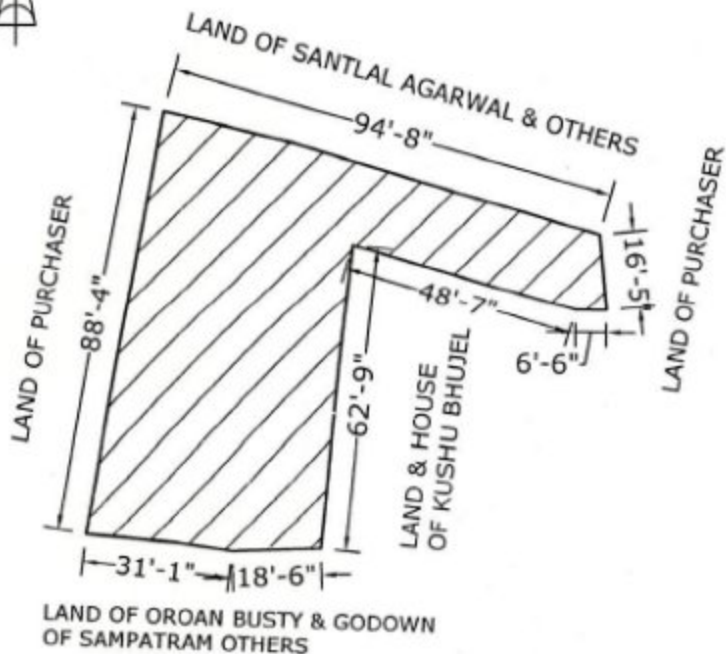 LAND OF SANTLAL AGARWAL & OTHERS
94'-8"
LAND OF PURCHASER
88'-4"
16'-5"
LAND OF PURCHASER
48'-7"
6'-6"
62'-9"
LAND & HOUSE
OF KUSHU BHUJEL
31'-1"
18'-6"
LAND OF OROAN BUSTY & GODOWN
OF SAMPATRAM OTHERS